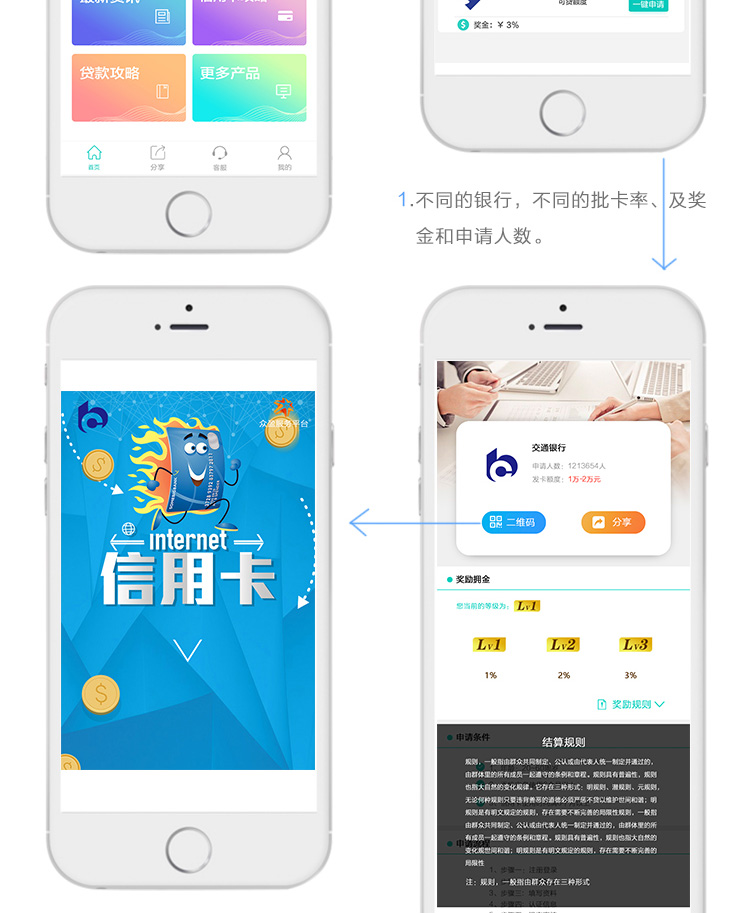 贷款攻略
更多产品
首页
分享
客服
我的
可贷额度
一键申请
奖金：¥ 3%
1.不同的银行，不同的批卡率、及奖
金和申请人数。
internet
信用卡
交通银行
申请人数：1213654人
发卡额度：1万-2万元
二维码
分享
奖励拥金
您当前的等级为：Lv1
Lv1
Lv2
Lv3
1%
2%
3%
奖励规则
申请条件
结算规则
规则，一般指由群众共同制定、公认或由代表人统一制定并通过的，
由群体里的所有成员一起遵守的条例和章程。规则具有普遍性，规则
也指大自然的变化规律。它存在三种形式：明规则、潜规则、元规则，
无论何种规则只要违背善蒂的道德必须严惩不贷以维护世间和谐；明
规则是有明文规定的规则，存在需要不断完善的局限性规则，一般指
由群众共同制定、公认或由代表人统一制定并通过的，由群体里的所
有成员一起遵守的条例和章程。规则具有普遍性，规则也指大自然的
变化规世间和谐；明规则是有明文规定的规则，存在需要不断完善的
局限性
注：规则，一般指由群众存在三种形式
1、步骤一：注册登录
3、步骤三：填写资料
4、步骤四：认证信息